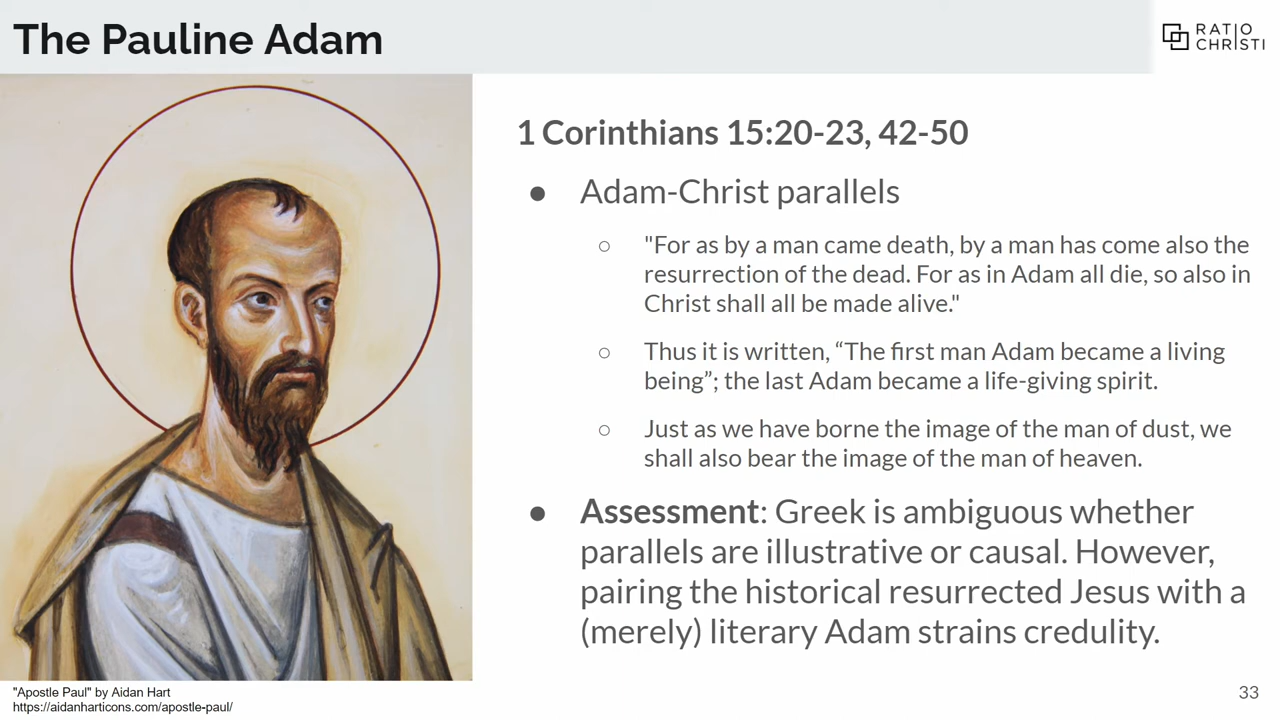 The Pauline Adam
RATIO
CHRISTI
1 Corinthians 15:20-23, 42-50
● Adam-Christ parallels
○ "For as by a man came death, by a man has come also the
resurrection of the dead. For as in Adam all die, so also in
Christ shall all be made alive."
○ Thus it is written, “The first man Adam became a living
being”; the last Adam became a life-giving spirit.
○ Just as we have borne the image of the man of dust, we
shall also bear the image of the man of heaven.
● Assessment: Greek is ambiguous whether
parallels are illustrative or causal. However,
pairing the historical resurrected Jesus with a
(merely) literary Adam strains credulity.
"Apostle Paul" by Aidan Hart
https://aidanharticons.com/apostle-paul/
33